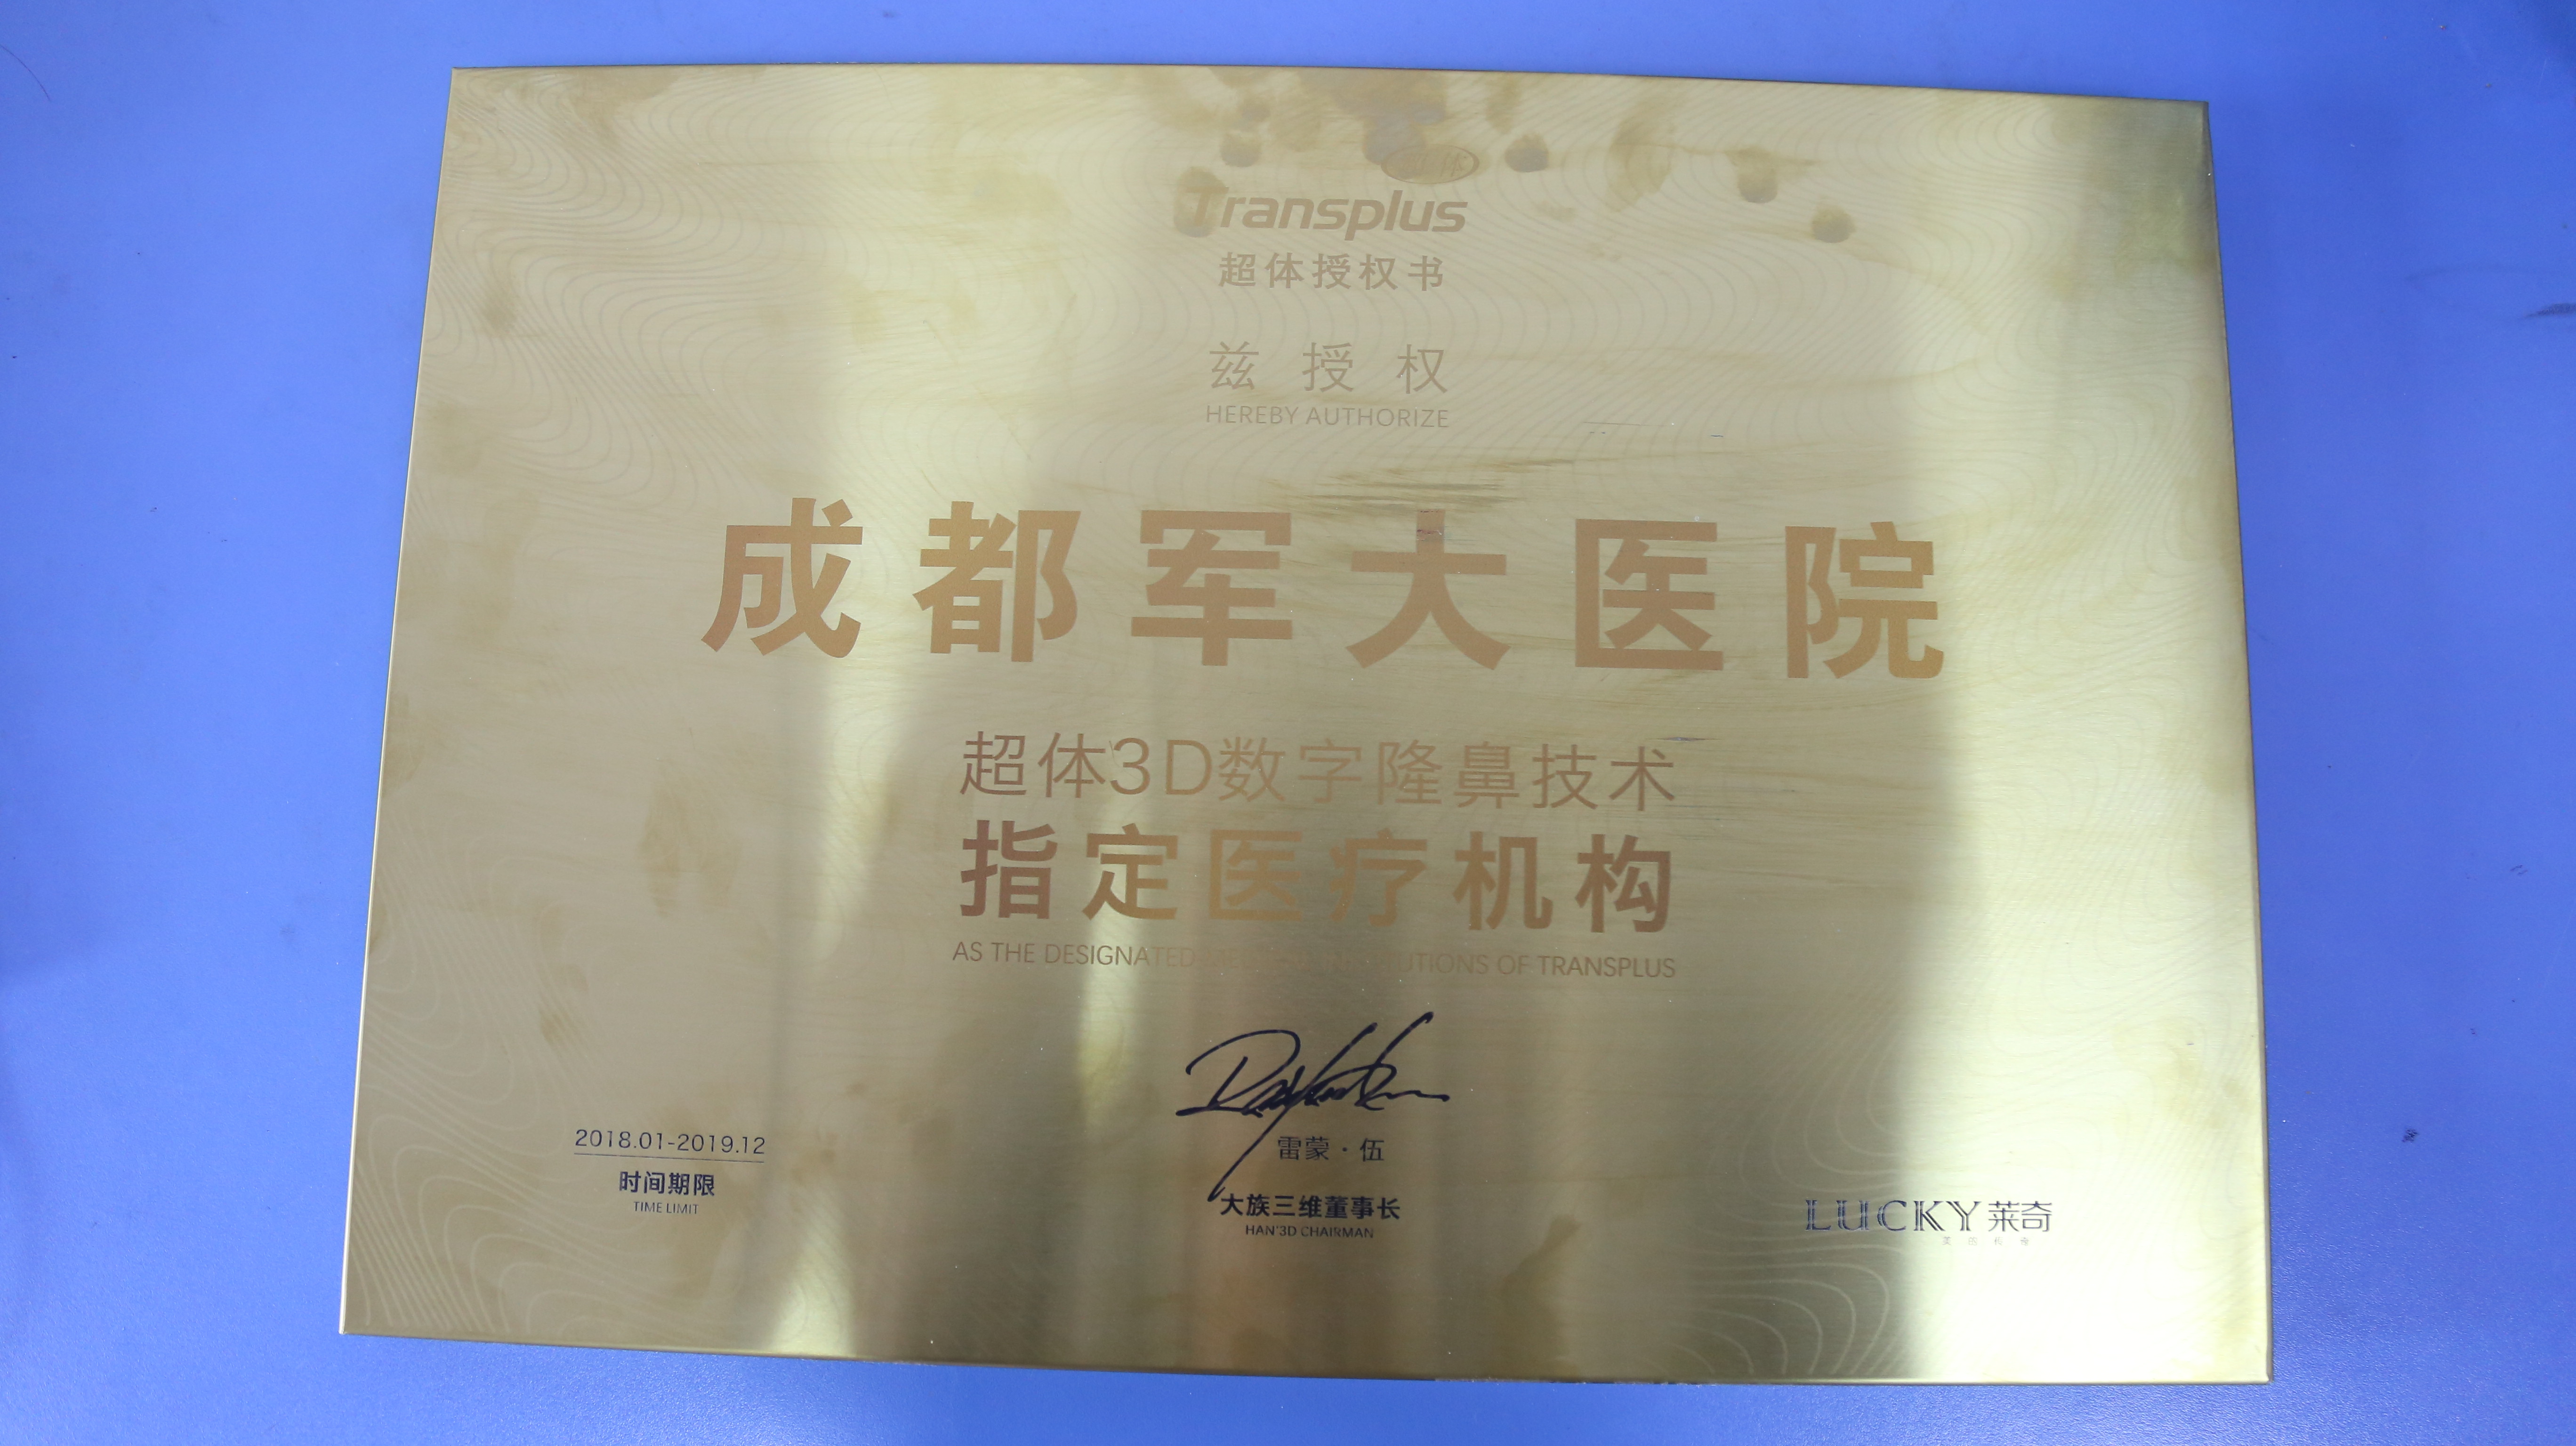 Transplus
超体授权书
兹授权
HEREBY AUTHORIZE
成都军大医院
超体3D数字隆鼻技术
指定医疗机构
AS THE DESIGNATED MEDICAL INSTITUTIONS OF TRANSPLUS
2018.01-2019.12
时间期限
TIME LIMIT
雷蒙·伍
大族三维董事长
HAN'3D CHAIRMAN
LUCKY莱奇